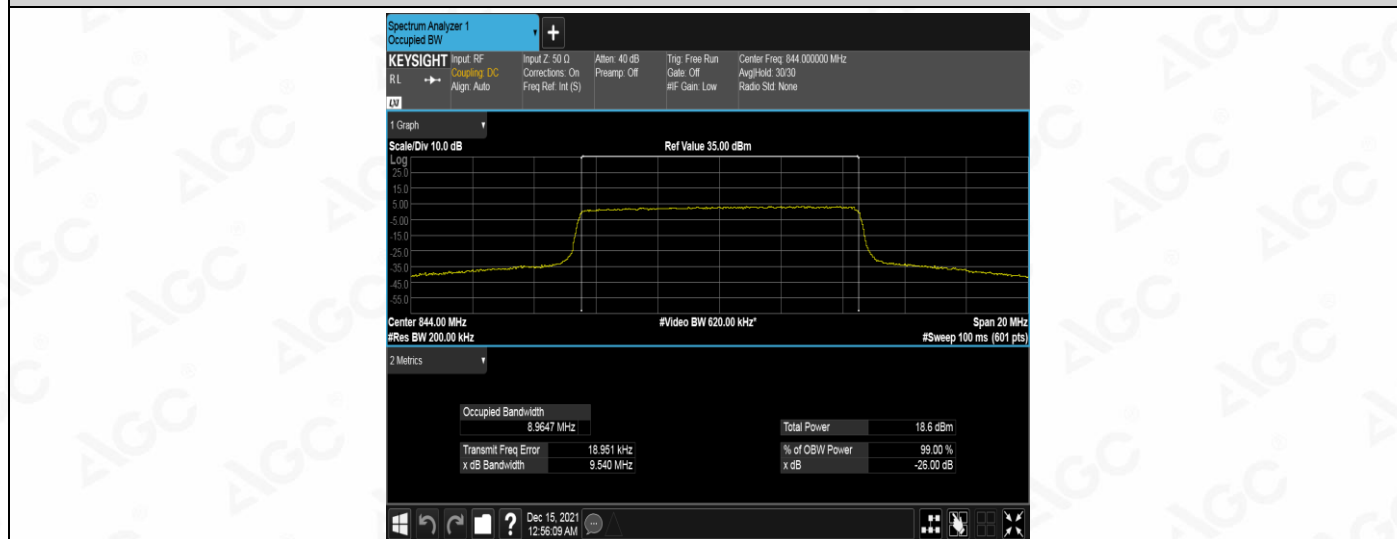 Spectrum Analyzer 1
Occupied BW
+
KEYSIGHT Input: RF Input Z: 50 Ω Atten: 40 dB Trig: Free Run Center Freq: 844.000000 MHz
RL Coupling: DC Corrections: On Preamp: Off Gate: Off Avg|Hold: 30/30
Align: Auto Freq Ref: Int (S) #IF Gain: Low Radio Std: None
LXI
1 Graph
Scale/Div 10.0 dB Ref Value 35.00 dBm
Log
25.0
15.0
5.00
-5.00
-15.0
-25.0
-35.0
-45.0
-55.0
Center 844.00 MHz #Video BW 620.00 kHz* Span 20 MHz
#Res BW 200.00 kHz #Sweep 100 ms (601 pts)
2 Metrics
Occupied Bandwidth
8.9647 MHz Total Power 18.6 dBm
Transmit Freq Error 18.951 kHz % of OBW Power 99.00 %
x dB Bandwidth 9.540 MHz x dB -26.00 dB
? Dec 15, 2021
12:56:09 AM
AGC